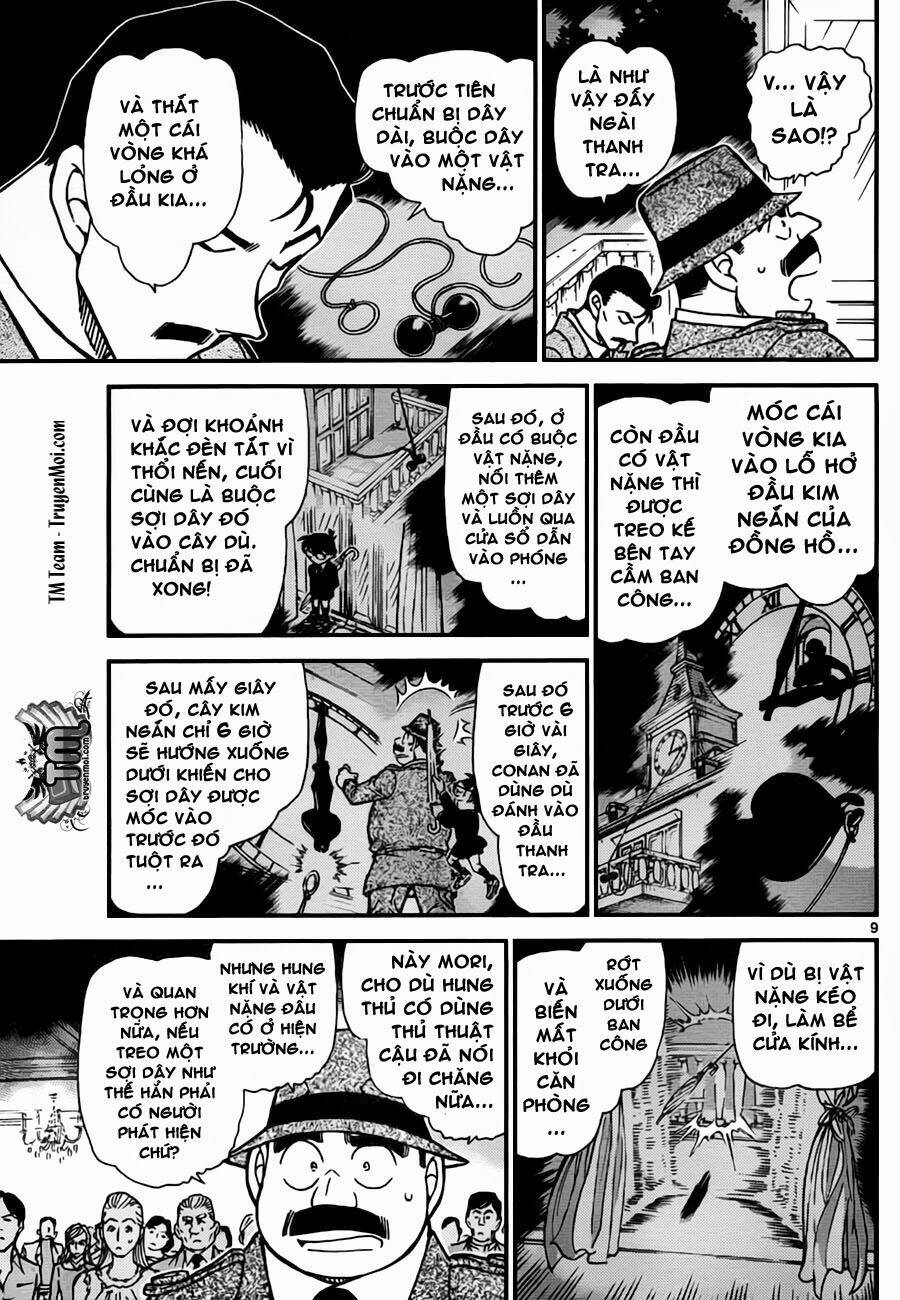 V... VẬY
LÀ
SAO!?
LÀ NHƯ
VẬY ĐẤY
NGÀI
THANH
TRA...
TRƯỚC TIÊN
CHUẨN BỊ DÂY
DÀI, BUỘC DÂY
VÀO MỘT VẬT
NẶNG...
VÀ THẮT
MỘT CÁI
VÒNG KHÁ
LỎNG Ở
ĐẦU KIA...
MÓC CÁI
VÒNG KIA
VÀO LỖ HỞ
ĐẦU KIM
NGẮN CỦA
ĐỒNG HỒ...
CÒN ĐẦU
CÓ VẬT
NẶNG THÌ
ĐƯỢC
TREO KẾ
BÊN TAY
CẦM BAN
CÔNG...
SAU ĐÓ, Ở
ĐẦU CÓ BUỘC
VẬT NẶNG,
NỐI THÊM
MỘT SỢI DÂY
VÀ LUỒN QUA
CỬA SỔ DẪN
VÀO PHÓNG
...
VÀ ĐỢI KHOẢNH
KHẮC ĐÈN TẮT VÌ
THỔI NẾN, CUỐI
CÙNG LÀ BUỘC
SỢI DÂY ĐÓ
VÀO CÂY DÙ.
CHUẨN BỊ ĐÃ
XONG!
SAU ĐÓ
TRƯỚC 6
GIỜ VÀI
GIÂY,
CONAN ĐÃ
DÙNG DÙ
ĐÁNH VÀO
ĐẦU
THANH
TRA...
SAU MẤY GIÂY
ĐÓ, CÂY KIM
NGẮN CHỈ 6 GIỜ
SẼ HƯỚNG XUỐNG
DƯỚI KHIẾN CHO
SỢI DÂY ĐƯỢC
MÓC VÀO
TRƯỚC ĐÓ
TUỘT RA
...
9
VÌ DÙ BỊ VẬT
NẶNG KÉO
ĐI, LÀM BỂ
CỬA KÍNH...
RỚT
XUỐNG
DƯỚI
BAN
CÔNG
VÀ
BIẾN
MẤT
KHỎI
CĂN
PHÒNG
...
NÀY MORI,
CHO DÙ HUNG
THỦ CÓ DÙNG
THỦ THUẬT
CẬU ĐÃ NÓI
ĐI CHĂNG
NỮA...
NHƯNG HUNG
KHÍ VÀ VẬT
NẶNG ĐÂU
CÓ Ở HIỆN
TRƯỜNG...
VÀ QUAN
TRỌNG HƠN
NỮA, NẾU
TREO MỘT
SỢI DÂY NHƯ
THẾ HẲN PHẢI
CÓ NGƯỜI
PHÁT HIỆN
CHỨ?
TM Team - TruyenMoi.com
TM
truyenmoi.com
XII